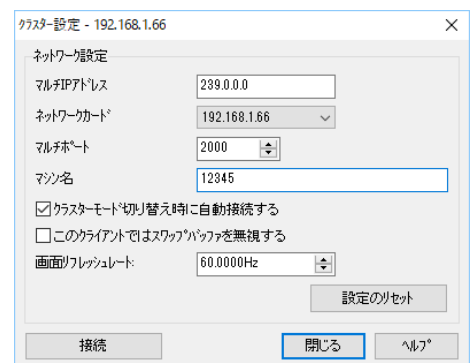 ｸﾗｽﾀｰ設定 - 192.168.1.66
ﾈｯﾄﾜｰｸ設定
ﾏﾙﾁIPｱﾄﾞﾚｽ 239.0.0.0
ﾈｯﾄﾜｰｸｶｰﾄﾞ 192.168.1.66
ﾏﾙﾁﾎﾟｰﾄ 2000
ﾏｼﾝ名 12345
ｸﾗｽﾀｰﾓｰﾄﾞ切り替え時に自動接続する
このｸﾗｲｱﾝﾄではｽﾜｯﾌﾟﾊﾞｯﾌｧを無視する
画面ﾘﾌﾚｯｼｭﾚｰﾄ: 60.0000Hz
設定のﾘｾｯﾄ
接続 閉じる ﾍﾙﾌﾟ